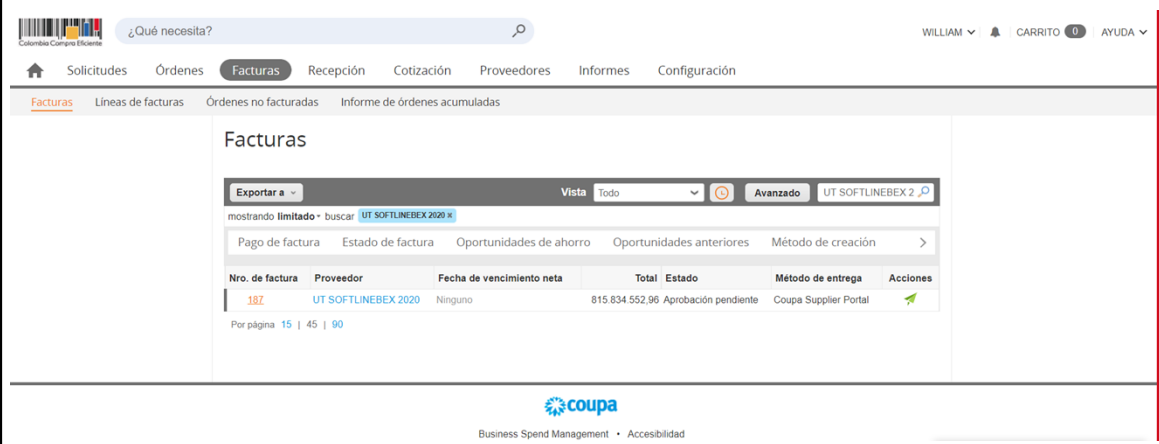 Colombia Compra Eficiente
¿Qué necesita?
WILLIAM CARRITO 0 AYUDA
Solicitudes Órdenes Facturas Recepción Cotización Proveedores Informes Configuración
Facturas Líneas de facturas Órdenes no facturadas Informe de órdenes acumuladas
Facturas
Exportar a Vista Todo Avanzado UT SOFTLINEBEX 2
mostrando limitado buscar UT SOFTLINEBEX 2020 x
Pago de factura Estado de factura Oportunidades de ahorro Oportunidades anteriores Método de creación >
Nro. de factura Proveedor Fecha de vencimiento neta Total Estado Método de entrega Acciones
187 UT SOFTLINEBEX 2020 Ninguno 815.834.552,96 Aprobación pendiente Coupa Supplier Portal
Por página 15 | 45 | 90
coupa
Business Spend Management • Accesibilidad